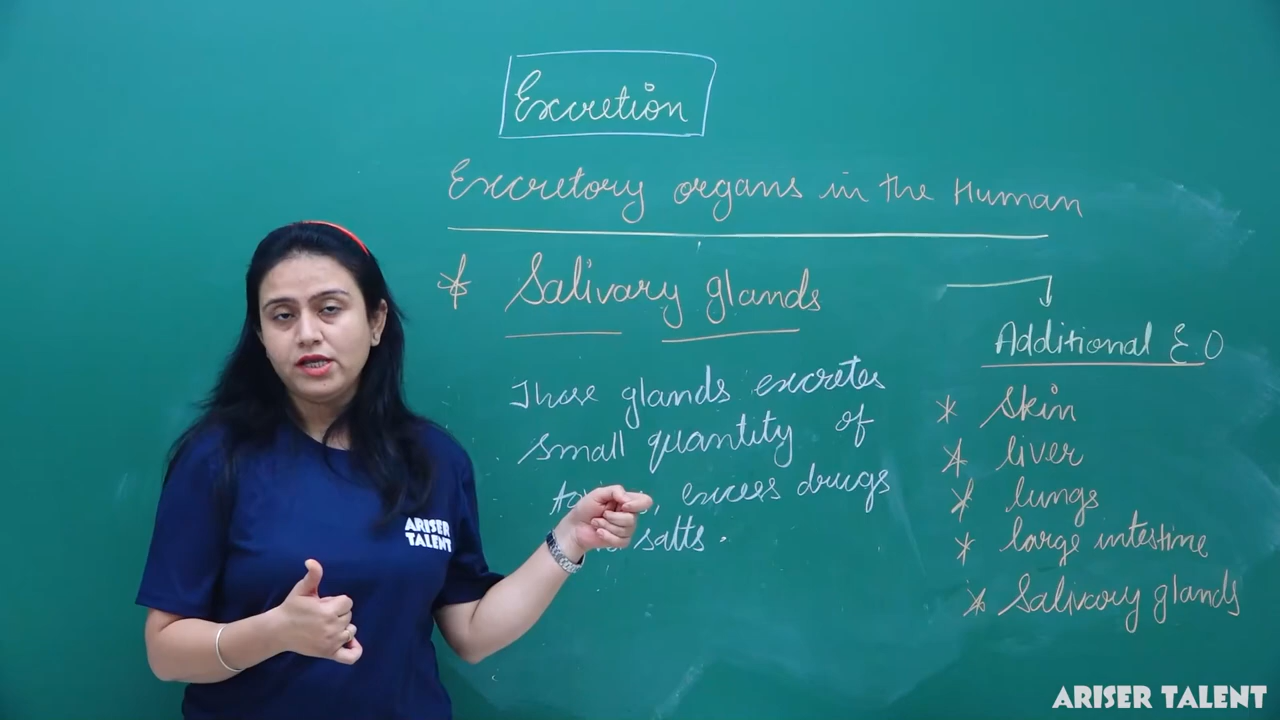 Excretion
Excretory organs in the Human
* Salivary glands
These glands excretes
small quantity of
, excess drugs
salts.
Additional E.O
* Skin
* liver
* lungs
* large intestine
* Salivary glands
ARISER
TALENT
ARISER TALENT